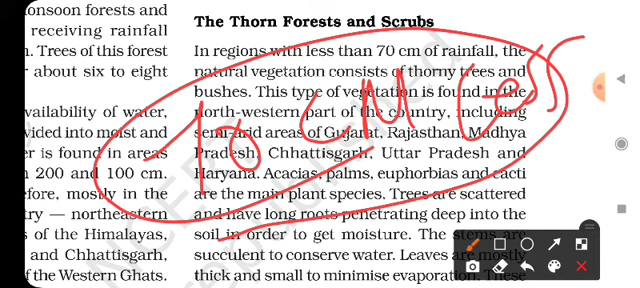 onsoon forests and
receiving rainfall
Trees of this forest
about six to eight
vailability of water,
vided into moist and
er is found in areas
200 and 100 cm.
efore, mostly in the
try — northeastern
s of the Himalayas,
and Chhattisgarh,
f the Western Ghats.
The Thorn Forests and Scrubs
In regions with less than 70 cm of rainfall, the
natural vegetation consists of thorny trees and
bushes. This type of vegetation is found in the
north-western part of the country, including
semi-arid areas of Gujarat, Rajasthan, Madhya
Pradesh, Chhattisgarh, Uttar Pradesh and
Haryana. Acacias, palms, euphorbias and cacti
are the main plant species. Trees are scattered
and have long roots penetrating deep into the
soil in order to get moisture. The stems are
succulent to conserve water. Leaves are mostly
thick and small to minimise evaporation. These
70 CM Less